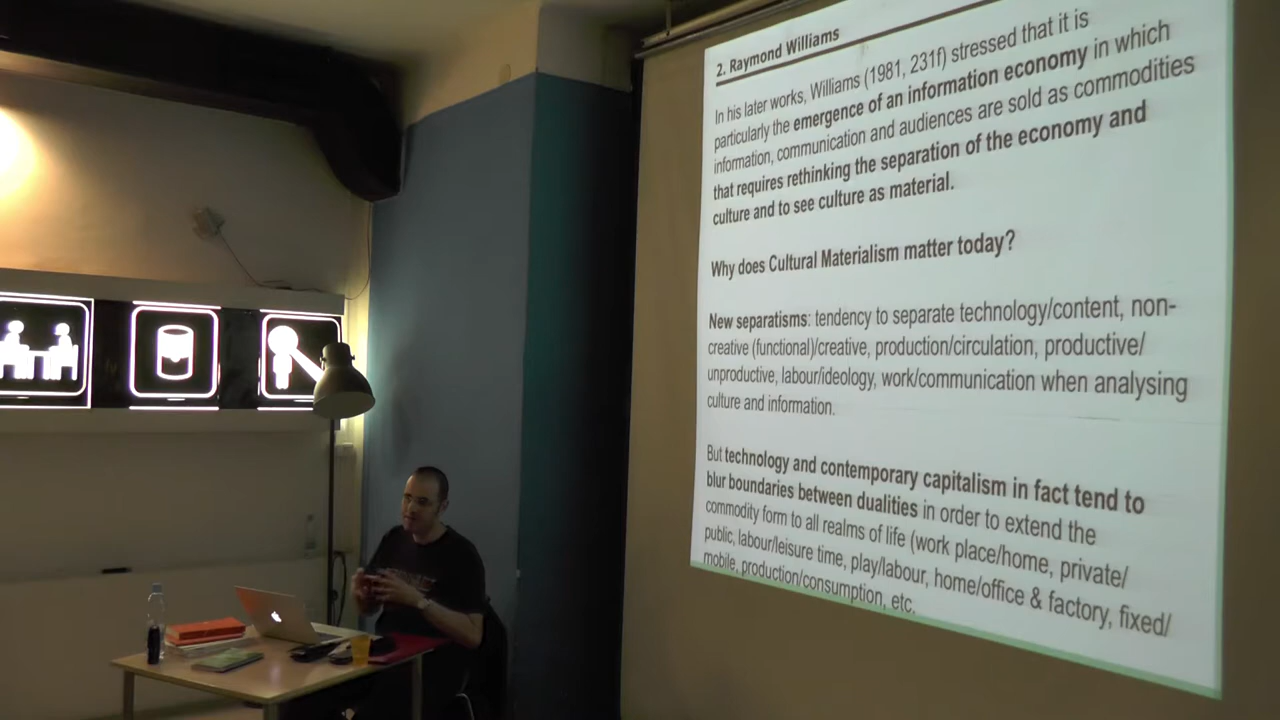 2. Raymond Williams
In his later works, Williams (1981, 231f) stressed that it is
particularly the emergence of an information economy in which
information, communication and audiences are sold as commodities
that requires rethinking the separation of the economy and
culture and to see culture as material.
Why does Cultural Materialism matter today?
New separatisms: tendency to separate technology/content, non-
creative (functional)/creative, production/circulation, productive/
unproductive, labour/ideology, work/communication when analysing
culture and information.
But technology and contemporary capitalism in fact tend to
blur boundaries between dualities in order to extend the
commodity form to all realms of life (work place/home, private/
public, labour/leisure time, play/labour, home/office & factory, fixed/
mobile, production/consumption, etc.